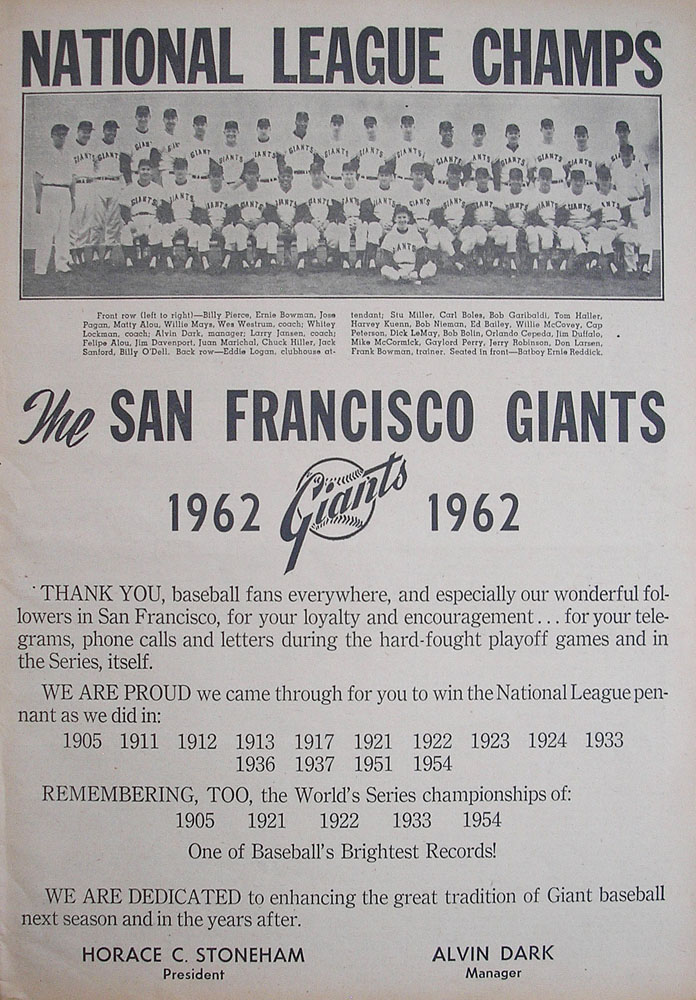 NATIONAL LEAGUE CHAMPS
Front row (left to right)—Billy Pierce, Ernie Bowman, Jose
Pagan, Matty Alou, Willie Mays, Wes Westrum, coach; Whitey
Lockman, coach; Alvin Dark, manager; Larry Jansen, coach;
Felipe Alou, Jim Davenport, Juan Marichal, Chuck Hiller, Jack
Sanford, Billy O'Dell. Back row—Eddie Logan, clubhouse at-
tendant; Stu Miller, Carl Boles, Bob Garibaldi, Tom Haller,
Harvey Kuenn, Bob Nieman, Ed Bailey, Willie McCovey, Cap
Peterson, Dick LeMay, Bob Bolin, Orlando Cepeda, Jim Duffalo,
Mike McCormick, Gaylord Perry, Jerry Robinson, Don Larsen,
Frank Bowman, trainer. Seated in front—Batboy Ernie Reddick.
The SAN FRANCISCO GIANTS
1962 Giants 1962
THANK YOU, baseball fans everywhere, and especially our wonderful fol-
lowers in San Francisco, for your loyalty and encouragement... for your tele-
grams, phone calls and letters during the hard-fought playoff games and in
the Series, itself.
WE ARE PROUD we came through for you to win the National League pen-
nant as we did in:
1905 1911 1912 1913 1917 1921 1922 1923 1924 1933
1936 1937 1951 1954
REMEMBERING, TOO, the World's Series championships of:
1905 1921 1922 1933 1954
One of Baseball's Brightest Records!
WE ARE DEDICATED to enhancing the great tradition of Giant baseball
next season and in the years after.
HORACE C. STONEHAM ALVIN DARK
President Manager